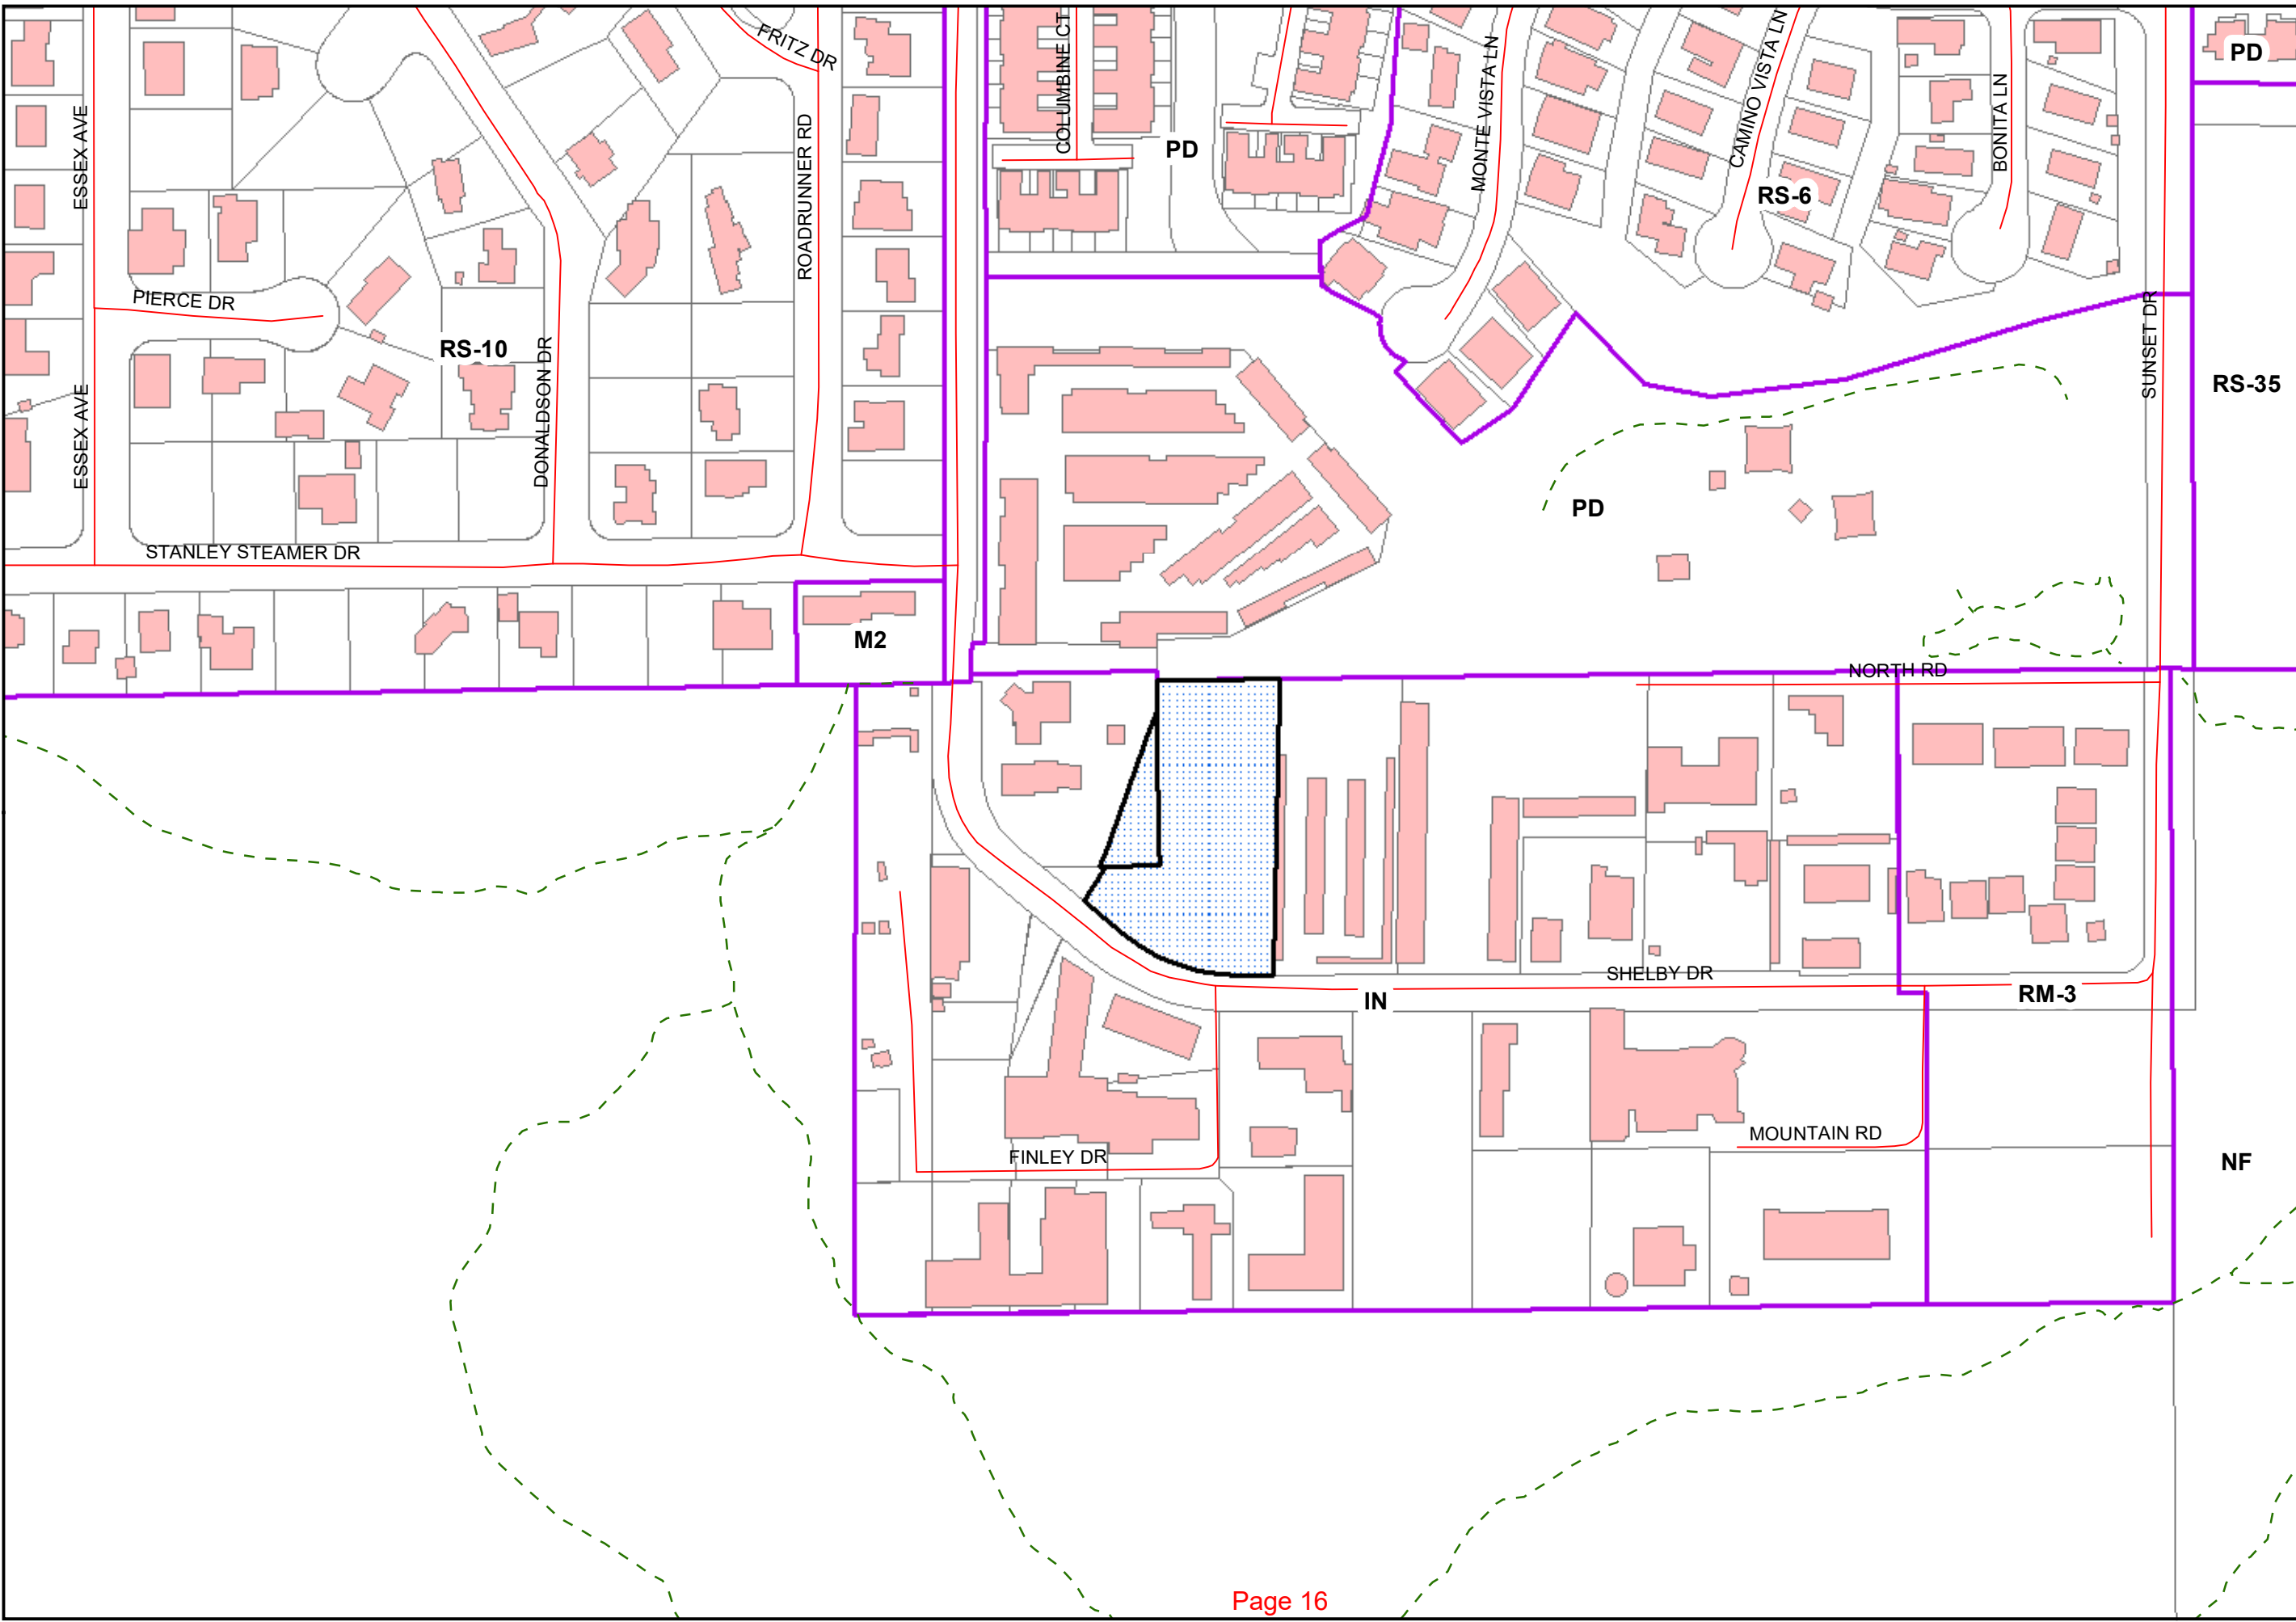 FRITZ DR
COLUMBINE CT
MONTE VISTA LN
CAMINO VISTA LN
BONITA LN
PD
ESSEX AVE
ROADRUNNER RD
PD
RS-6
PIERCE DR
RS-10
DONALDSON DR
SUNSET DR
RS-35
ESSEX AVE
PD
STANLEY STEAMER DR
M2
NORTH RD
SHELBY DR
IN
RM-3
MOUNTAIN RD
FINLEY DR
NF
Page 16